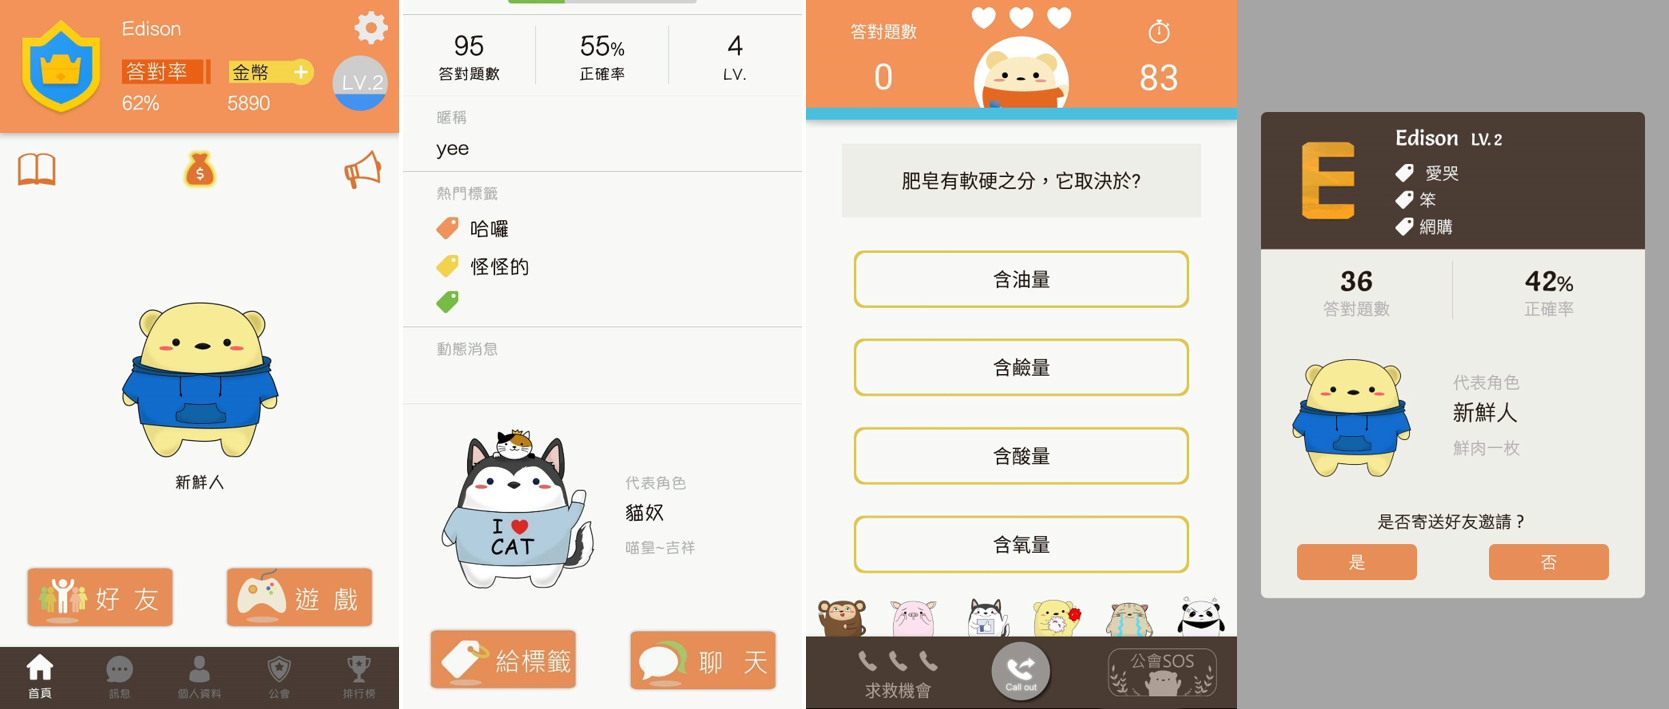 Edison
答對率
金幣
LV.2
62%
5890
新鮮人
好 友
遊 戲
首頁
訊息
個人資料
公會
排行榜
95
55%
4
答對題數
正確率
LV.
暱稱
yee
熱門標籤
哈囉
怪怪的
動態消息
I ❤
CAT
代表角色
貓奴
喵皇~吉祥
給標籤
聊 天
答對題數
0
83
肥皂有軟硬之分，它取決於?
含油量
含鹼量
含酸量
含氧量
求救機會
Call out
公會SOS
E
Edison LV. 2
愛哭
笨
網購
36
答對題數
42%
正確率
代表角色
新鮮人
鮮肉一枚
是否寄送好友邀請？
是
否